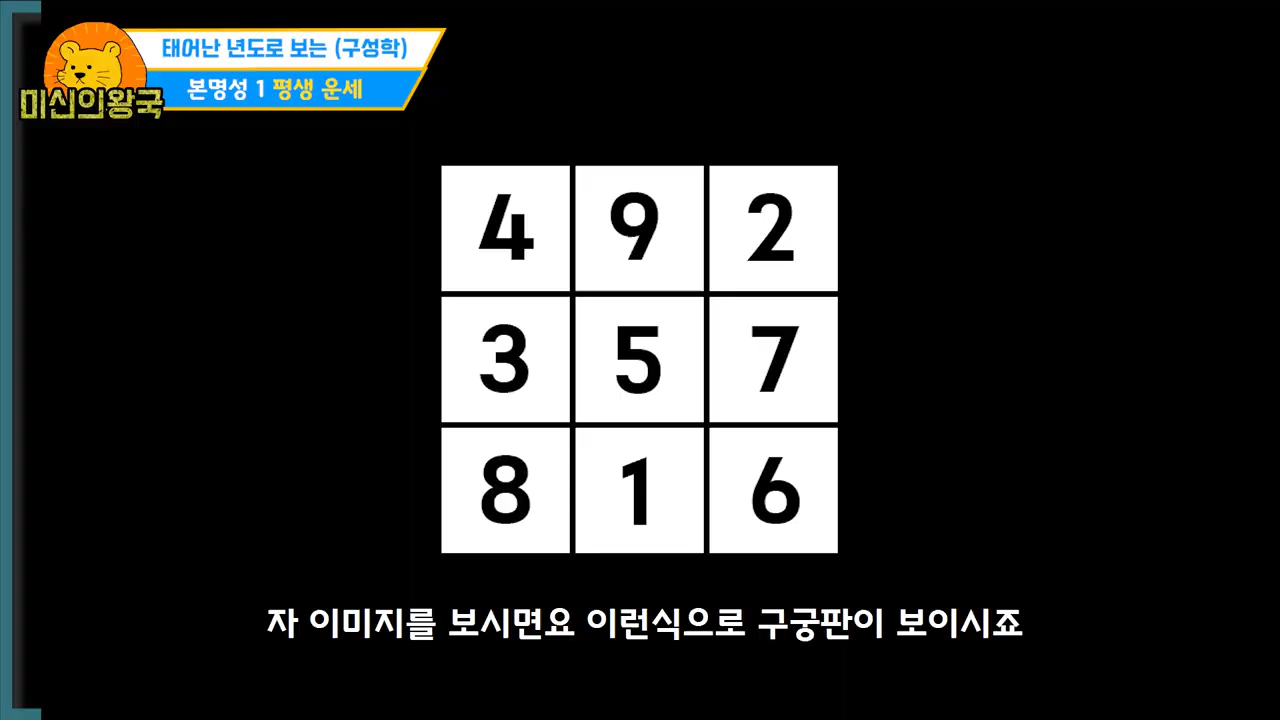 태어난 년도로 보는 (구성학)
본명성 1 평생 운세
미신의왕국
4 9 2
3 5 7
8 1 6
자 이미지를 보시면요 이런식으로 구궁판이 보이시죠